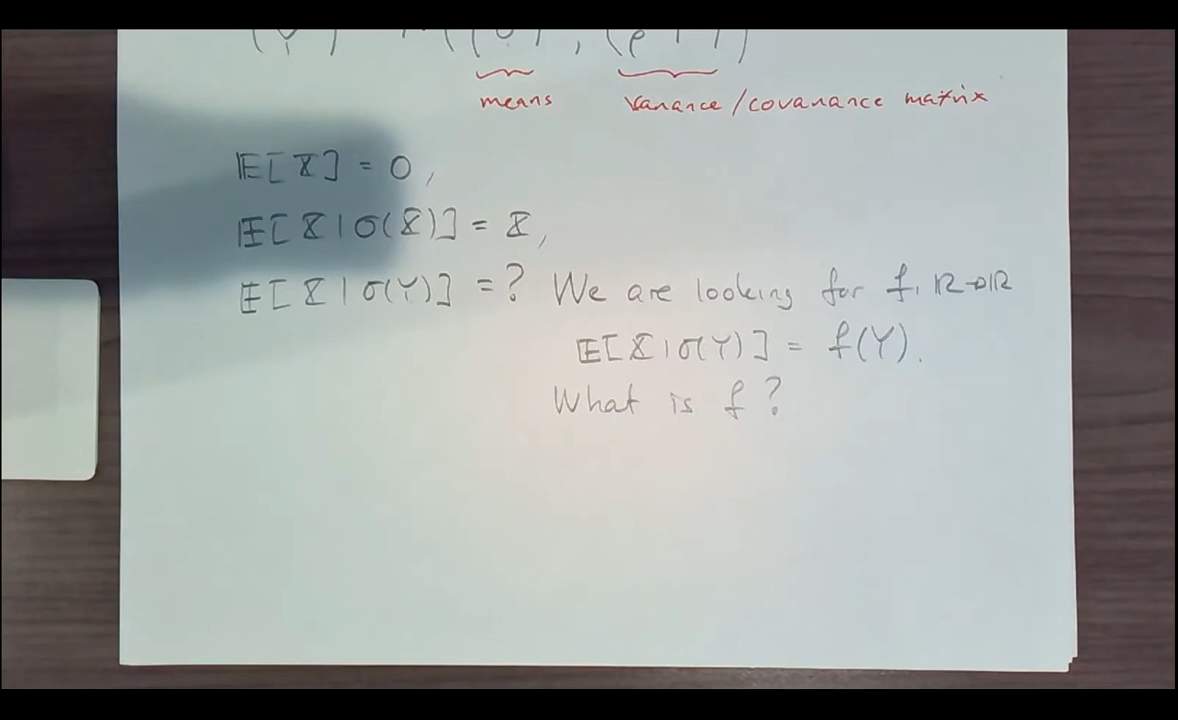 means variance/covariance matrix
E[X] = 0,
E[X|σ(X)] = X,
E[X|σ(Y)] = ? We are looking for f: ℝ→ℝ
E[X|σ(Y)] = f(Y).
What is f?